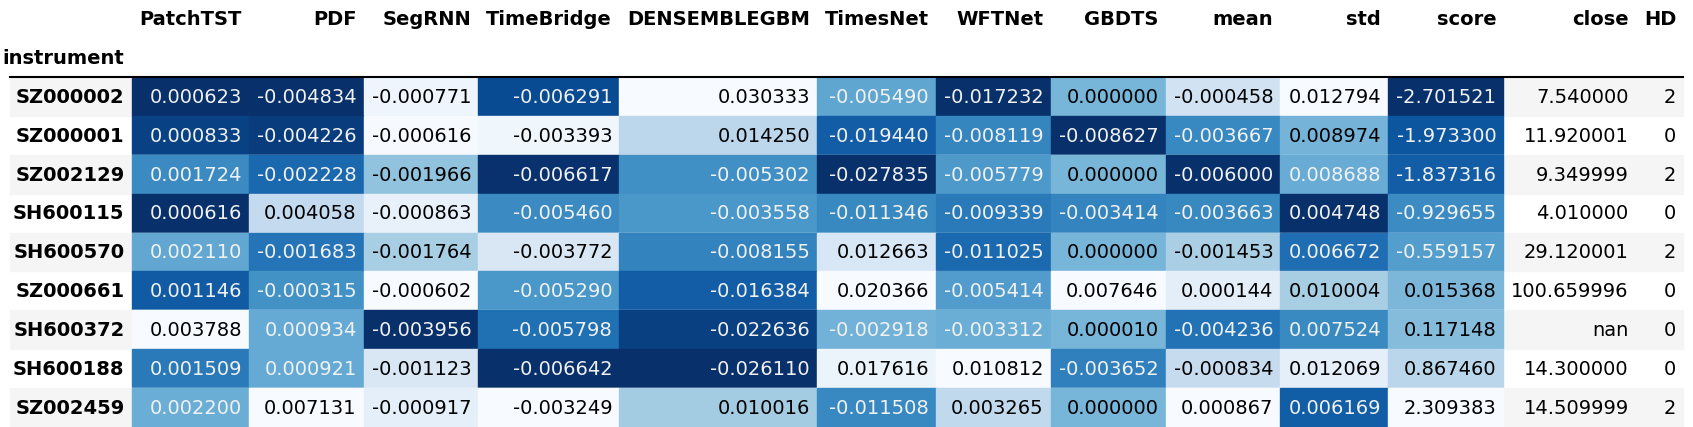 PatchTST PDF SegRNN TimeBridge DENSEMBLEGBM TimesNet WFTNet GBDTS mean std score close HD
instrument
SZ000002 0.000623 -0.004834 -0.000771 -0.006291 0.030333 -0.005490 -0.017232 0.000000 -0.000458 0.012794 -2.701521 7.540000 2
SZ000001 0.000833 -0.004226 -0.000616 -0.003393 0.014250 -0.019440 -0.008119 -0.008627 -0.003667 0.008974 -1.973300 11.920001 0
SZ002129 0.001724 -0.002228 -0.001966 -0.006617 -0.005302 -0.027835 -0.005779 0.000000 -0.006000 0.008688 -1.837316 9.349999 2
SH600115 0.000616 0.004058 -0.000863 -0.005460 -0.003558 -0.011346 -0.009339 -0.003414 -0.003663 0.004748 -0.929655 4.010000 0
SH600570 0.002110 -0.001683 -0.001764 -0.003772 -0.008155 0.012663 -0.011025 0.000000 -0.001453 0.006672 -0.559157 29.120001 2
SZ000661 0.001146 -0.000315 -0.000602 -0.005290 -0.016384 0.020366 -0.005414 0.007646 0.000144 0.010004 0.015368 100.659996 0
SH600372 0.003788 0.000934 -0.003956 -0.005798 -0.022636 -0.002918 -0.003312 0.000010 -0.004236 0.007524 0.117148 nan 0
SH600188 0.001509 0.000921 -0.001123 -0.006642 -0.026110 0.017616 0.010812 -0.003652 -0.000834 0.012069 0.867460 14.300000 0
SZ002459 0.002200 0.007131 -0.000917 -0.003249 0.010016 -0.011508 0.003265 0.000000 0.000867 0.006169 2.309383 14.509999 2